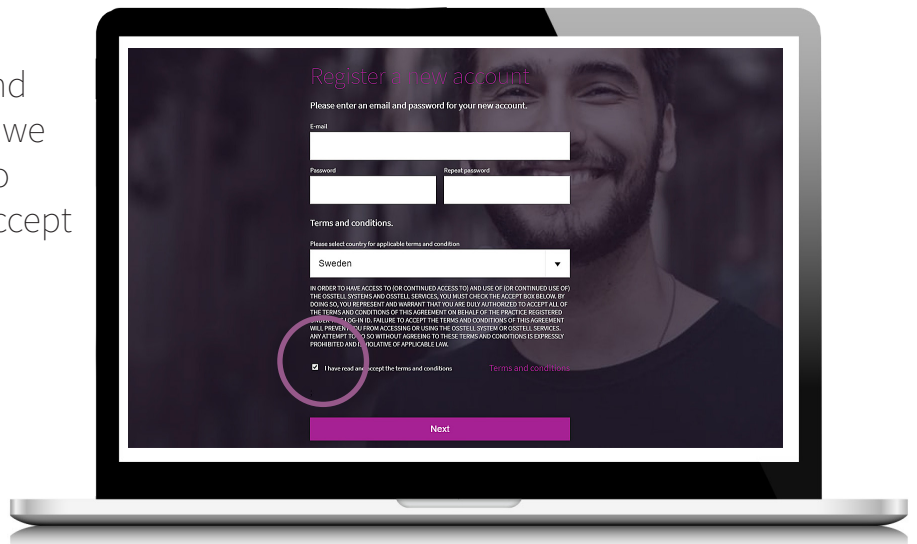 nd
we
o
ccept
Register a new account
Please enter an email and password for your new account.
E-mail
Password Repeat password
Terms and conditions.
Please select country for applicable terms and condition
Sweden
IN ORDER TO HAVE ACCESS TO (OR CONTINUED ACCESS TO) AND USE OF (OR CONTINUED USE OF)
THE OSSTELL SYSTEMS AND OSSTELL SERVICES, YOU MUST CHECK THE ACCEPT BOX BELOW. BY
DOING SO, YOU REPRESENT AND WARRANT THAT YOU ARE DULY AUTHORIZED TO ACCEPT ALL OF
THE TERMS AND CONDITIONS OF THIS AGREEMENT ON BEHALF OF THE PRACTICE REGISTERED
UNDER THIS LOG-IN ID. FAILURE TO ACCEPT THE TERMS AND CONDITIONS OF THIS AGREEMENT
WILL PREVENT YOU FROM ACCESSING OR USING THE OSSTELL SYSTEM OR OSSTELL SERVICES.
ANY ATTEMPT TO DO SO WITHOUT AGREEING TO THESE TERMS AND CONDITIONS IS EXPRESSLY
PROHIBITED AND IS VIOLATIVE OF APPLICABLE LAW.
I have read and accept the terms and conditions Terms and conditions
Next